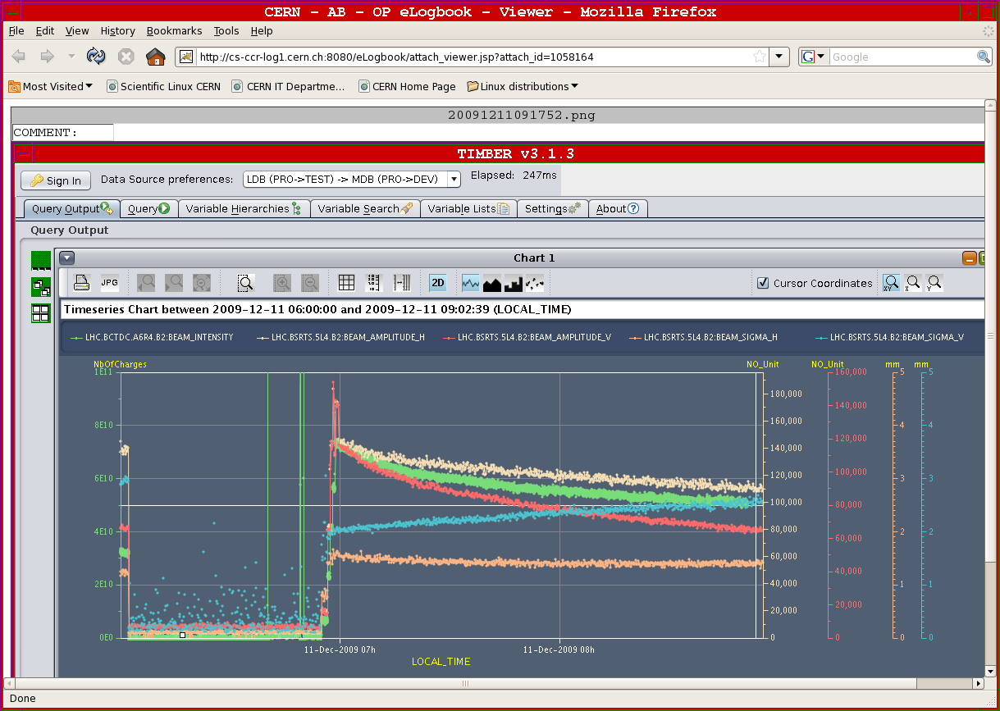 CERN - AB - OP eLogbook - Viewer - Mozilla Firefox
File Edit View History Bookmarks Tools Help
http://cs-ccr-log1.cern.ch:8080/eLogbook/attach_viewer.jsp?attach_id=1058164
G Google
Most Visited Scientific Linux CERN CERN IT Departme... CERN Home Page Linux distributions
20091211091752.png
COMMENT:
TIMBER v3.1.3
Sign In Data Source preferences: LDB (PRO->TEST) -> MDB (PRO->DEV) Elapsed: 247ms
Query Output Query Variable Hierarchies Variable Search Variable Lists Settings About
Query Output
Chart 1
JPG 2D Cursor Coordinates XY X Y
Timeseries Chart between 2009-12-11 06:00:00 and 2009-12-11 09:02:39 (LOCAL_TIME)
LHC.BCTDC.A6R4.B2:BEAM_INTENSITY LHC.BSRTS.5L4.B2:BEAM_AMPLITUDE_H LHC.BSRTS.5L4.B2:BEAM_AMPLITUDE_V LHC.BSRTS.5L4.B2:BEAM_SIGMA_H LHC.BSRTS.5L4.B2:BEAM_SIGMA_V
NbOfCharges NO_Unit NO_Unit mm mm
1E11 160,000 5 5
180,000
140,000
8E10 160,000 4 4
120,000
140,000
100,000
6E10 120,000 3 3
100,000 80,000
4E10 80,000 2 2
60,000
60,000
40,000
2E10 40,000 1 1
20,000
20,000
0E0 0 0 0 0
11-Dec-2009 07h 11-Dec-2009 08h
LOCAL_TIME
Done